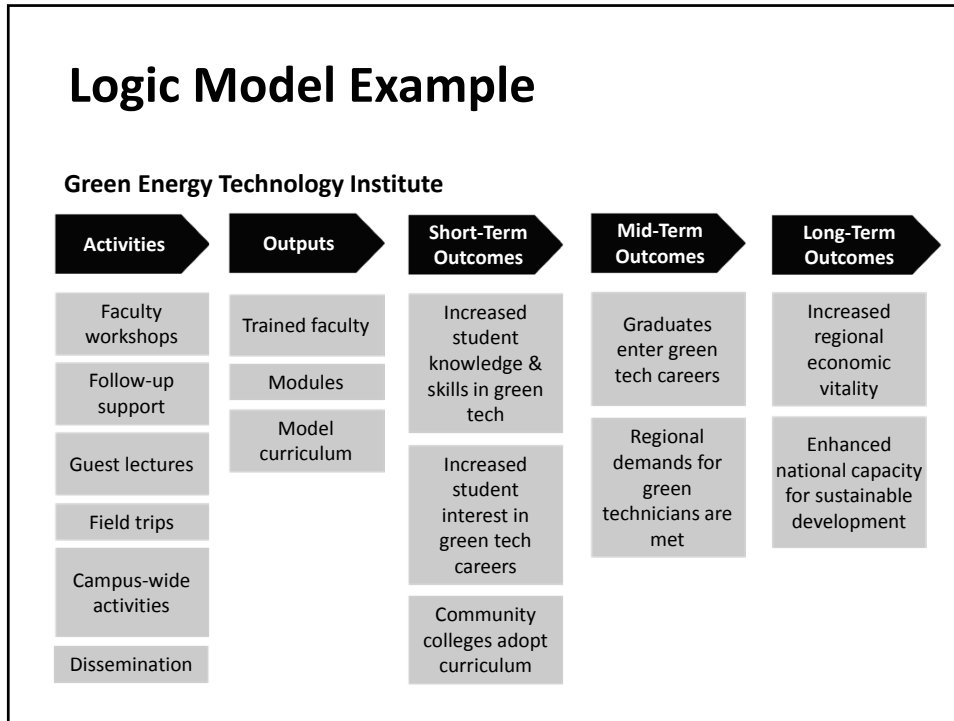 Logic Model Example
Green Energy Technology Institute
Activities
Faculty
workshops
Follow-up
support
Guest lectures
Field trips
Campus-wide
activities
Dissemination
Outputs
Trained faculty
Modules
Model
curriculum
Short-Term
Outcomes
Increased
student
knowledge &
skills in green
tech
Increased
student
interest in
green tech
careers
Community
colleges adopt
curriculum
Mid-Term
Outcomes
Graduates
enter green
tech careers
Regional
demands for
green
technicians are
met
Long-Term
Outcomes
Increased
regional
economic
vitality
Enhanced
national capacity
for sustainable
development